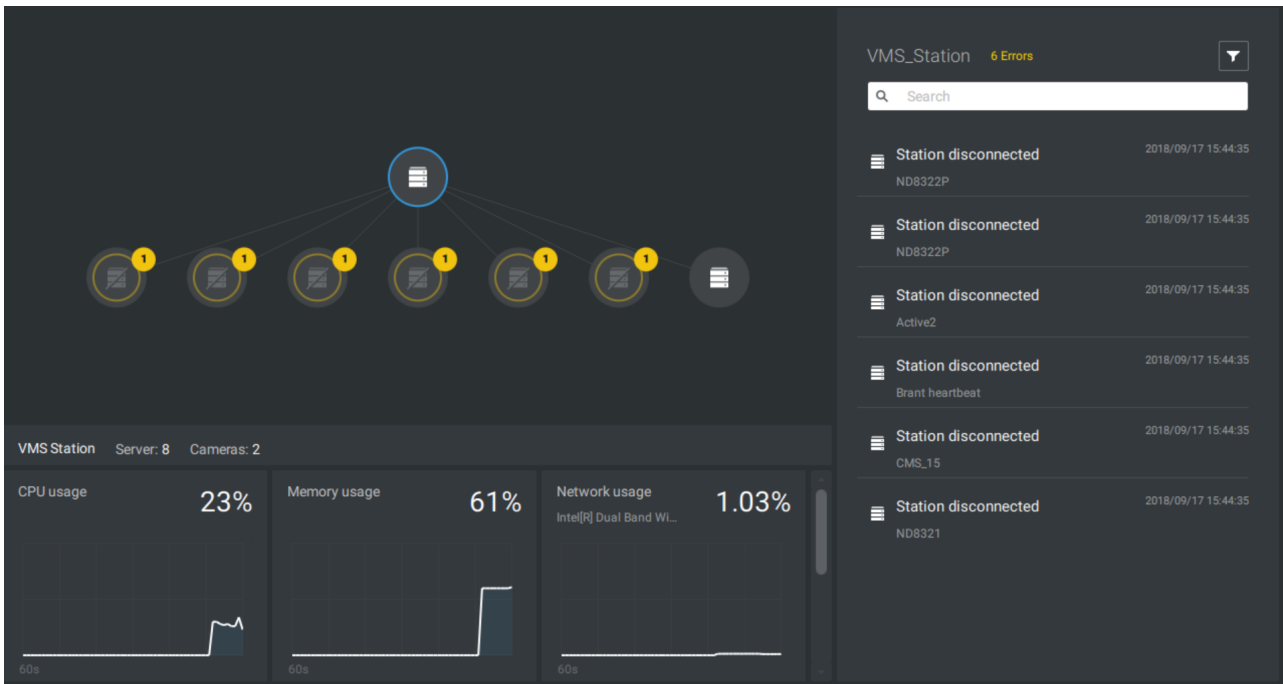 VMS_Station 6 Errors
Search
Station disconnected 2018/09/17 15:44:35
ND8322P
Station disconnected 2018/09/17 15:44:35
ND8322P
Station disconnected 2018/09/17 15:44:35
Active2
Station disconnected 2018/09/17 15:44:35
Brant heartbeat
Station disconnected 2018/09/17 15:44:35
CMS_15
Station disconnected 2018/09/17 15:44:35
ND8321
1 1 1 1 1 1
VMS Station Server: 8 Cameras: 2
CPU usage 23%
60s
Memory usage 61%
60s
Network usage 1.03%
Intel[R] Dual Band Wi...
60s